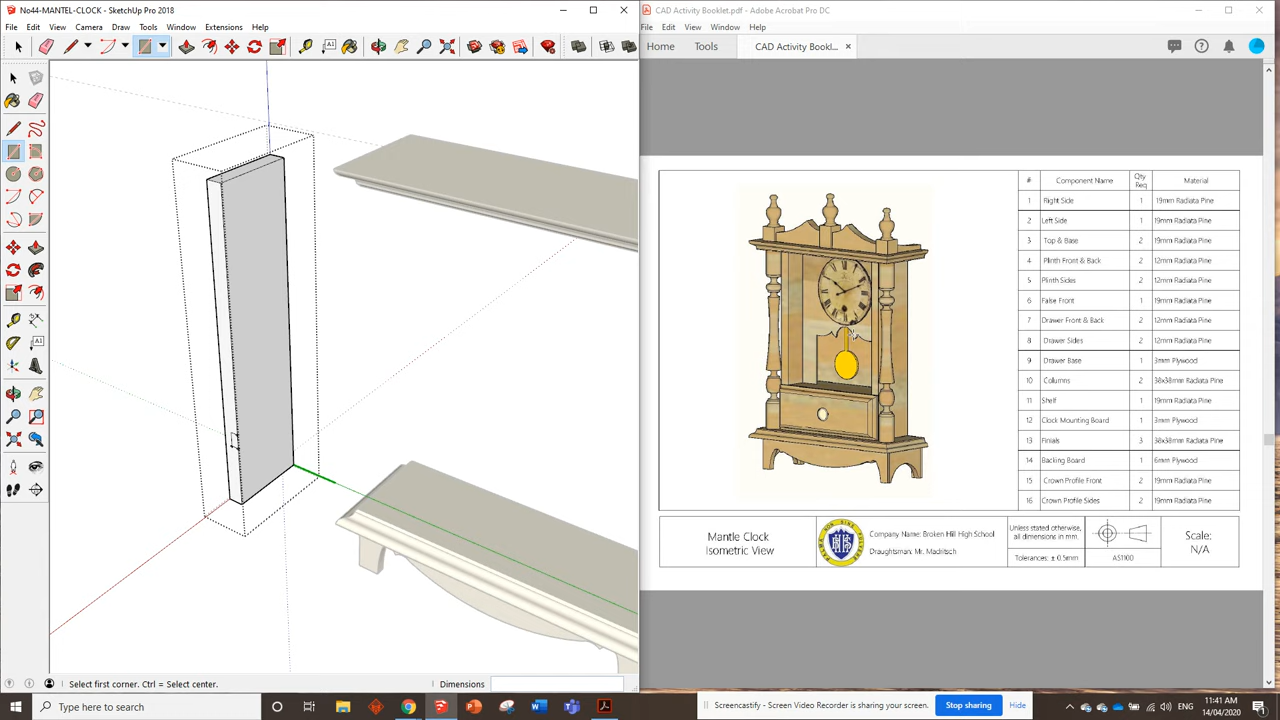 No44-MANTEL-CLOCK - SketchUp Pro 2018
File Edit View Camera Draw Tools Window Extensions Help
Select first corner. Ctrl = Select center.
Dimensions
CAD Activity Booklet.pdf - Adobe Acrobat Pro DC
File Edit View Window Help
Home Tools CAD Activity Bookl...
# Component Name Qty Req Material
1 Right Side 1 19mm Radiata Pine
2 Left Side 1 19mm Radiata Pine
3 Top & Base 2 19mm Radiata Pine
4 Plinth Front & Back 2 12mm Radiata Pine
5 Plinth Sides 2 12mm Radiata Pine
6 False Front 1 19mm Radiata Pine
7 Drawer Front & Back 2 12mm Radiata Pine
8 Drawer Sides 2 12mm Radiata Pine
9 Drawer Base 1 3mm Plywood
10 Columns 2 38x38mm Radiata Pine
11 Shelf 1 19mm Radiata Pine
12 Clock Mounting Board 1 3mm Plywood
13 Finials 3 38x38mm Radiata Pine
14 Backing Board 1 6mm Plywood
15 Crown Profile Front 2 19mm Radiata Pine
16 Crown Profile Sides 2 19mm Radiata Pine
Mantle Clock
Isometric View
Company Name: Broken Hill High School
Draughtsman: Mr. Madritsch
Unless stated otherwise,
all dimensions in mm.
Tolerances: ± 0.5mm
AS1100
Scale:
N/A
Type here to search
Screencastify - Screen Video Recorder is sharing your screen.
Stop sharing
Hide
ENG
11:41 AM
14/04/2020